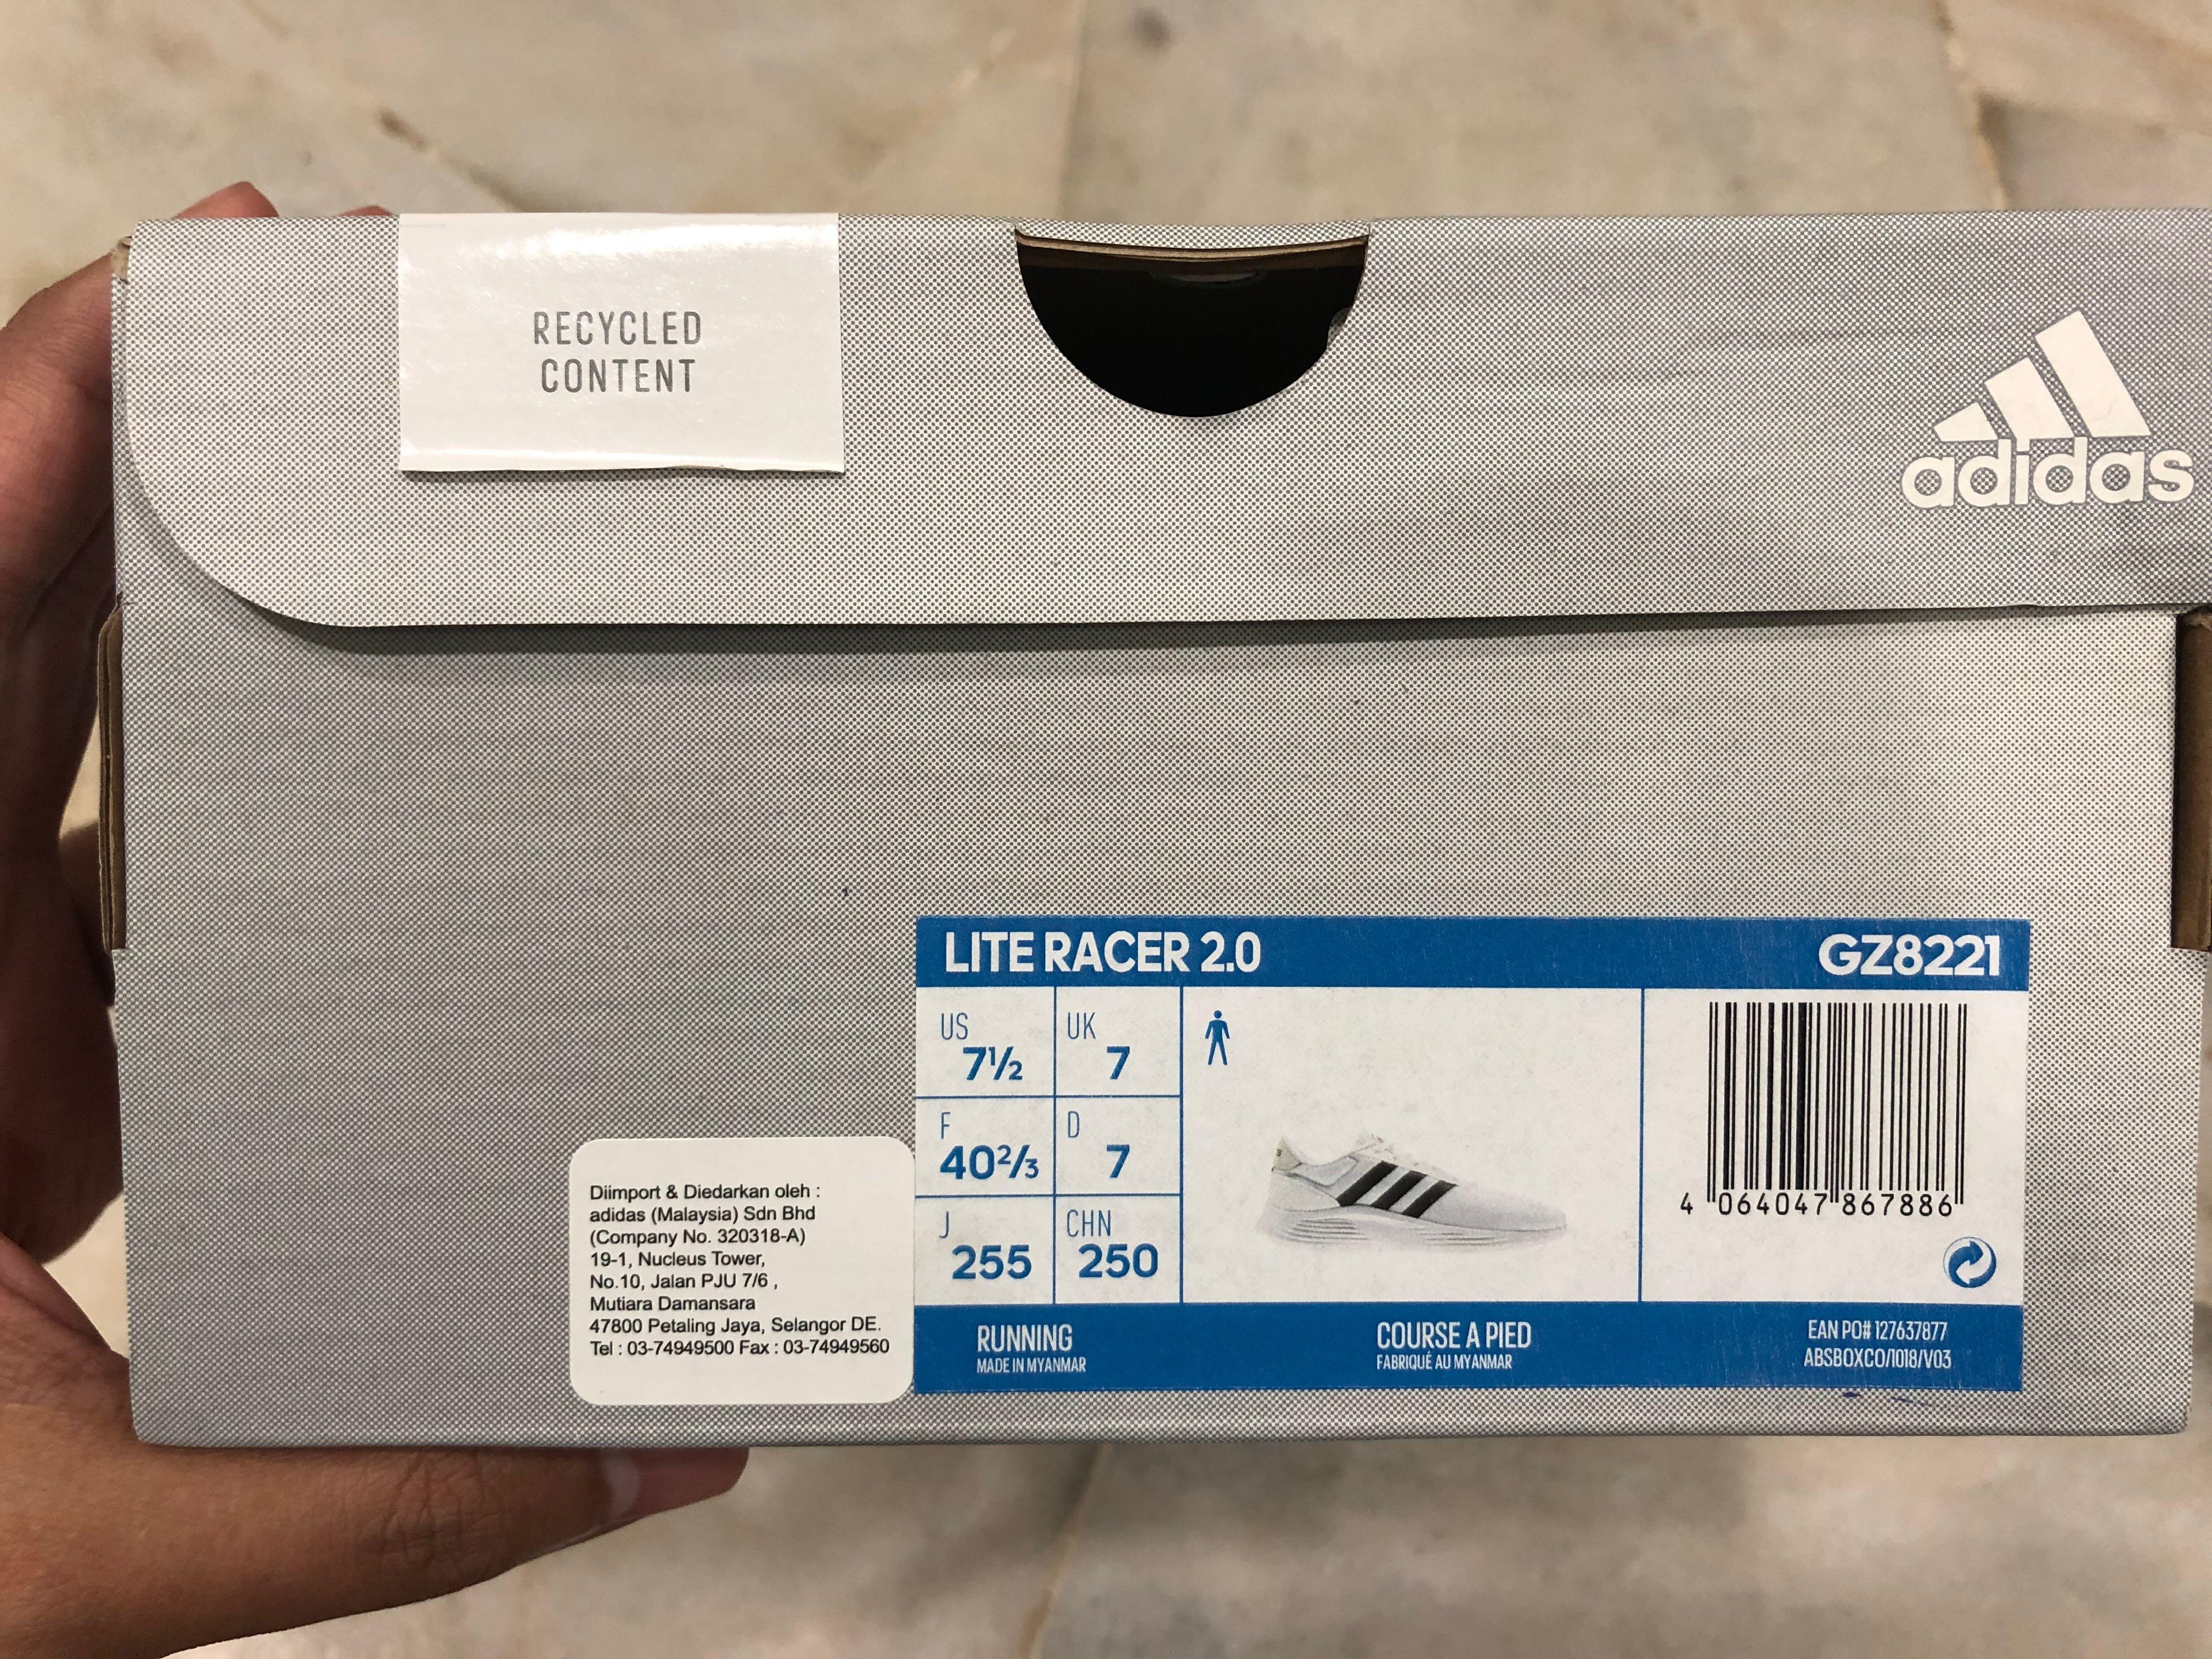 RECYCLED
CONTENT
adidas
LITE RACER 2.0 GZ8221
US UK
7½ 7
F D
40⅔ 7
J CHN
255 250
4 064047 867886
Diimport & Diedarkan oleh :
adidas (Malaysia) Sdn Bhd
(Company No. 320318-A)
19-1, Nucleus Tower,
No.10, Jalan PJU 7/6 ,
Mutiara Damansara
47800 Petaling Jaya, Selangor DE.
Tel : 03-74949500 Fax : 03-74949560
RUNNING
MADE IN MYANMAR
COURSE A PIED
FABRIQUÉ AU MYANMAR
EAN PO# 127637877
ABSBOXCO/1018/V03